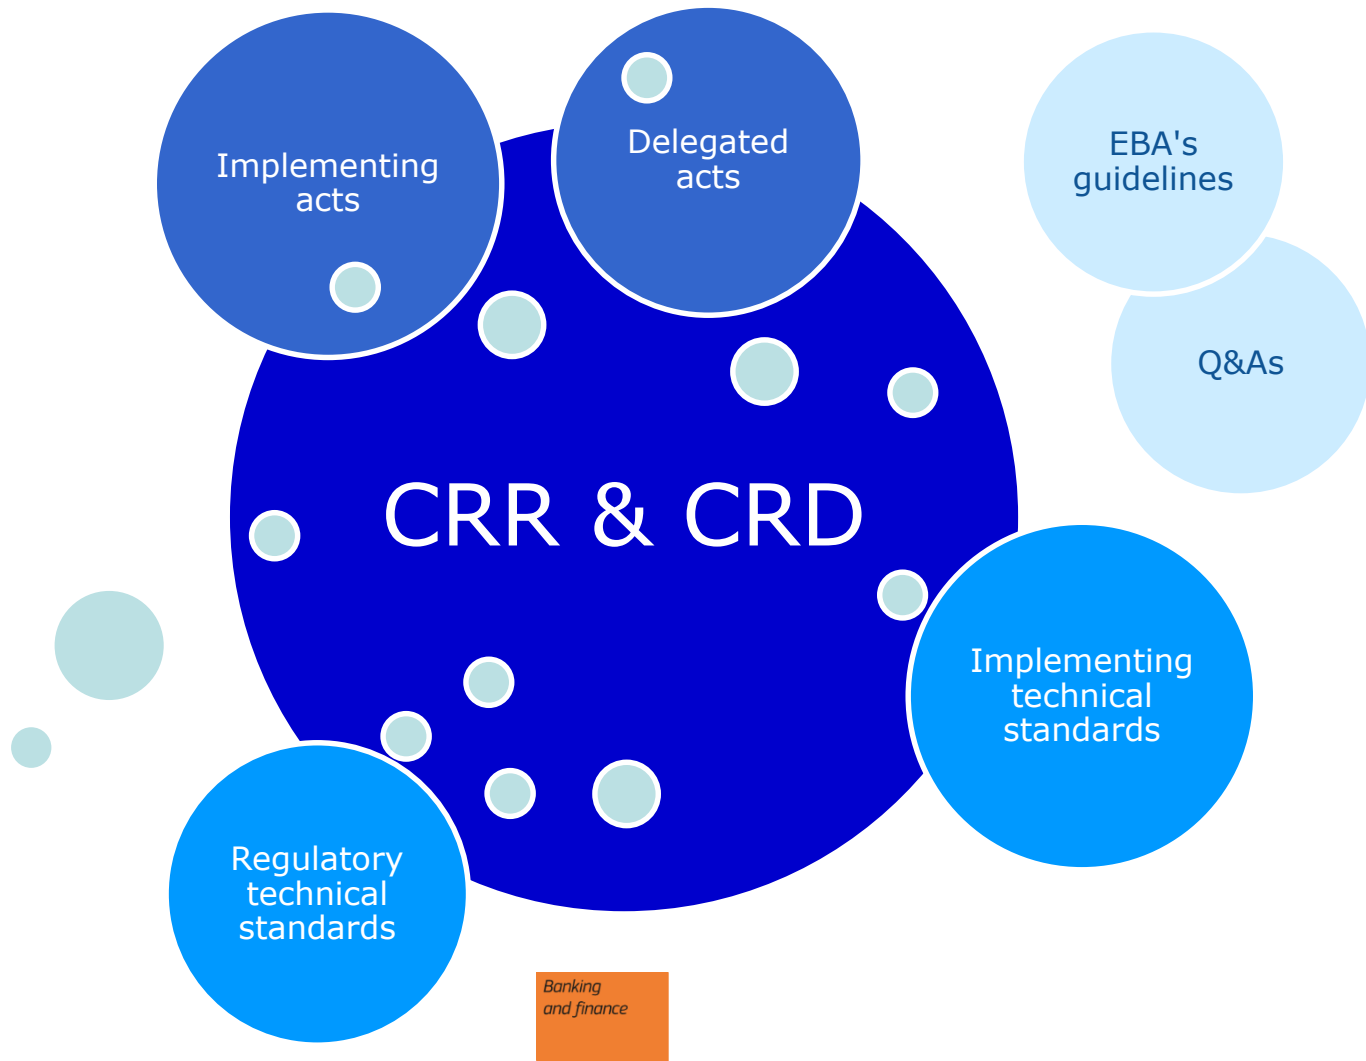 Implementing
acts
Delegated
acts
EBA's
guidelines
Q&As
CRR & CRD
Implementing
technical
standards
Regulatory
technical
standards
Banking
and finance